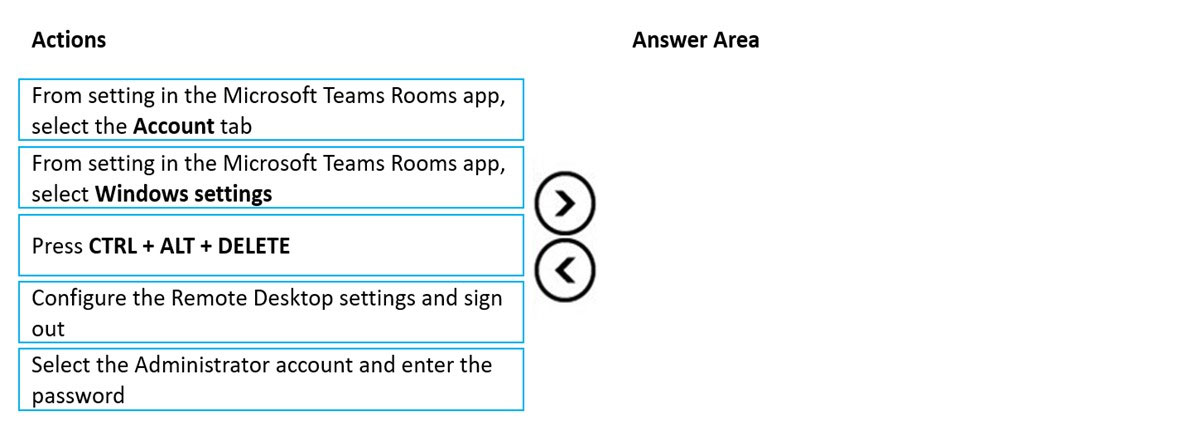 Actions
Answer Area
From setting in the Microsoft Teams Rooms app,
select the Account tab
From setting in the Microsoft Teams Rooms app,
select Windows settings
Press CTRL + ALT + DELETE
Configure the Remote Desktop settings and sign
out
Select the Administrator account and enter the
password